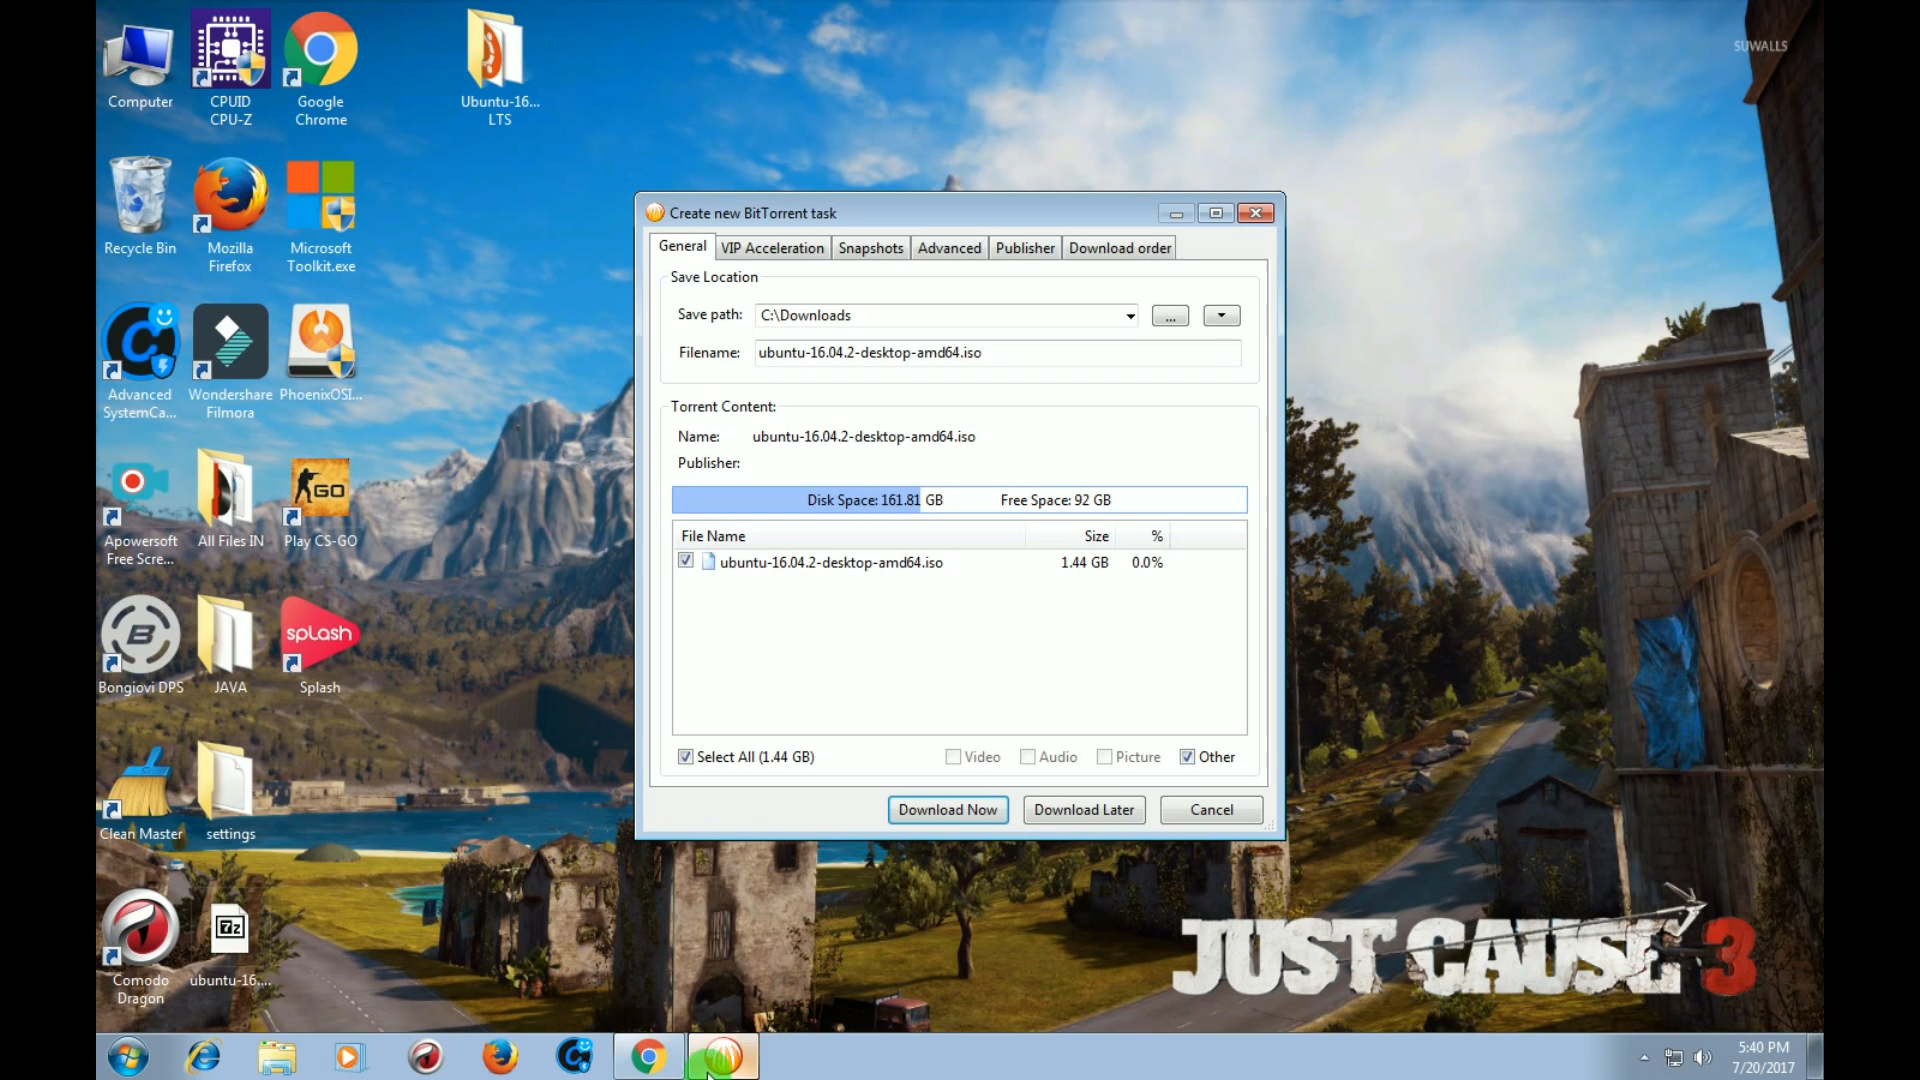 SUWALLS
Computer
CPUID
CPU-Z
Google
Chrome
Ubuntu-16...
LTS
Recycle Bin
Mozilla
Firefox
Microsoft
Toolkit.exe
Advanced
SystemCa...
Wondershare
Filmora
PhoenixOSI...
Apowersoft
Free Scre...
All Files IN
GO
Play CS-GO
Bongiovi DPS
JAVA
splash
Splash
Clean Master
settings
Comodo
Dragon
7z
ubuntu-16....
Create new BitTorrent task
General
VIP Acceleration
Snapshots
Advanced
Publisher
Download order
Save Location
Save path:
C:\Downloads
...
Filename:
ubuntu-16.04.2-desktop-amd64.iso
Torrent Content:
Name:
ubuntu-16.04.2-desktop-amd64.iso
Publisher:
Disk Space: 161.81 GB
Free Space: 92 GB
File Name
Size
%
ubuntu-16.04.2-desktop-amd64.iso
1.44 GB
0.0%
Select All (1.44 GB)
Video
Audio
Picture
Other
Download Now
Download Later
Cancel
JUST CAUSE 3
5:40 PM
7/20/2017